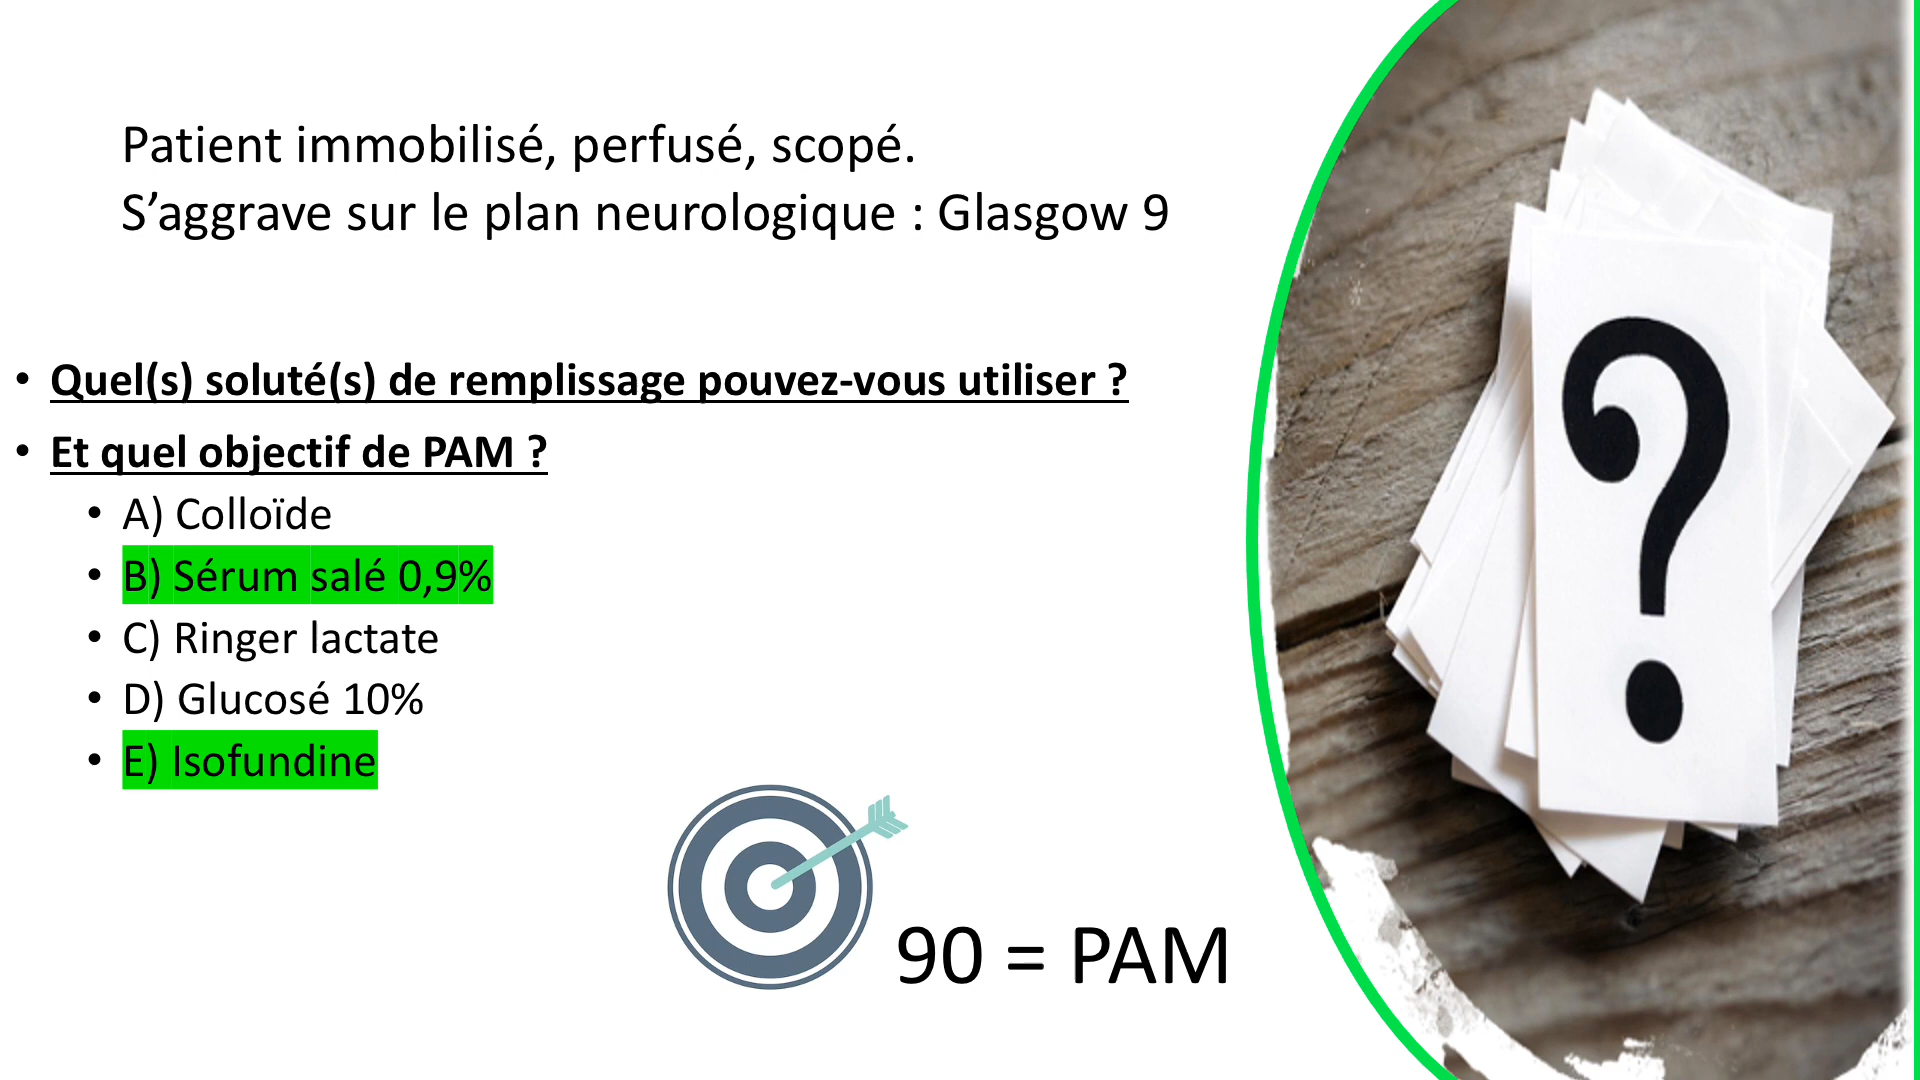 Patient immobilisé, perfusé, scopé.
S’aggrave sur le plan neurologique : Glasgow 9
• Quel(s) soluté(s) de remplissage pouvez-vous utiliser ?
• Et quel objectif de PAM ?
• A) Colloïde
• B) Sérum salé 0,9%
• C) Ringer lactate
• D) Glucosé 10%
• E) Isofundine
90 = PAM
?